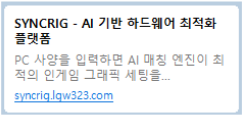 SYNCRIG - AI 기반 하드웨어 최적화
플랫폼
PC 사양을 입력하면 AI 매칭 엔진이 최
적의 인게임 그래픽 세팅을...
syncrig.lqw323.com